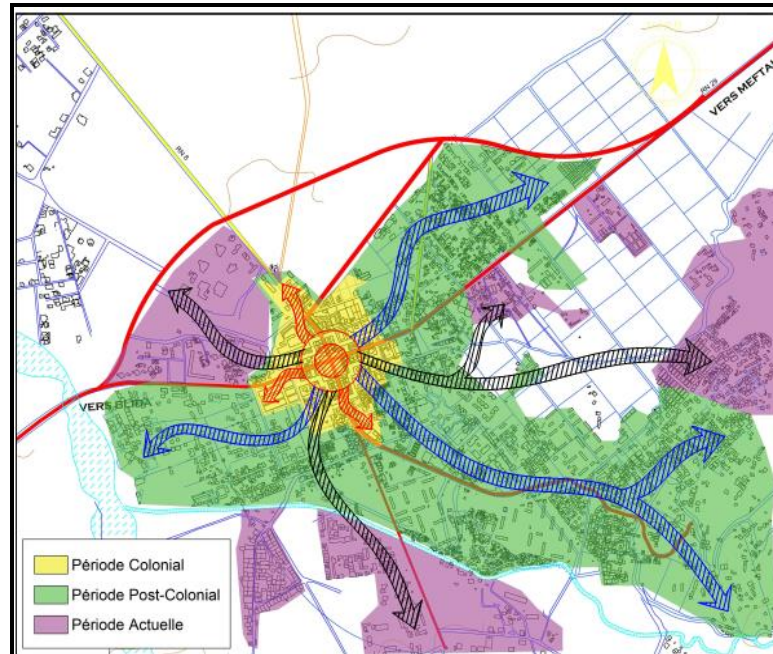 RN 29
VERS MEFTAH
RN 8
VERS BLIDA
Période Colonial
Période Post-Colonial
Période Actuelle